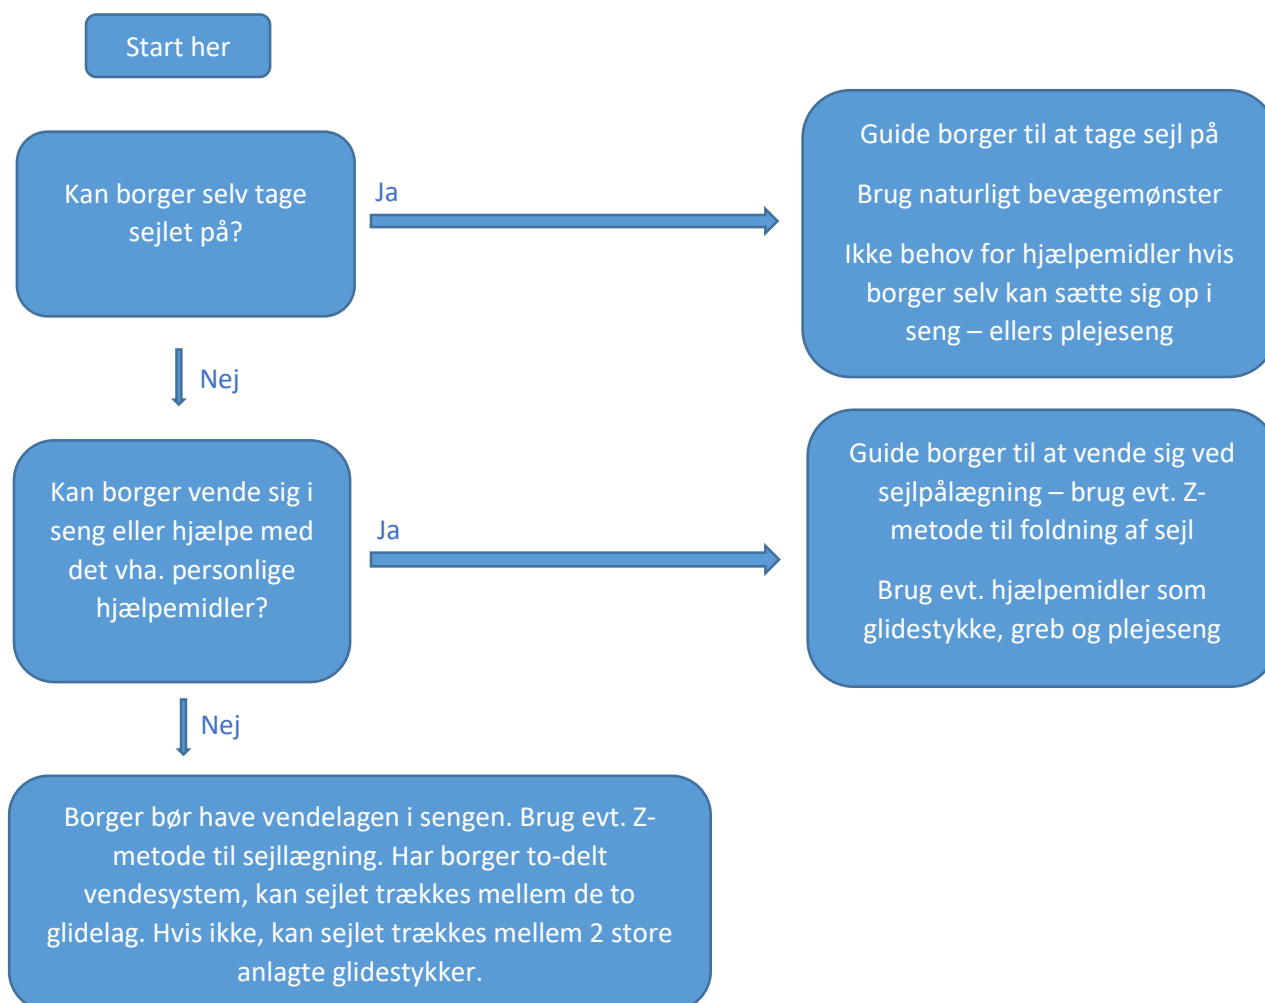 Start her
Kan borger selv tage
sejlet på?
Ja
Guide borger til at tage sejl på
Brug naturligt bevægemønster
Ikke behov for hjælpemidler hvis
borger selv kan sætte sig op i
seng – ellers plejeseng
Nej
Kan borger vende sig i
seng eller hjælpe med
det vha. personlige
hjælpemidler?
Ja
Guide borger til at vende sig ved
sejlpålægning – brug evt. Z-
metode til foldning af sejl
Brug evt. hjælpemidler som
glidestykke, greb og plejeseng
Nej
Borger bør have vendelagen i sengen. Brug evt. Z-
metode til sejllægning. Har borger to-delt
vendesystem, kan sejlet trækkes mellem de to
glidelag. Hvis ikke, kan sejlet trækkes mellem 2 store
anlagte glidestykker.